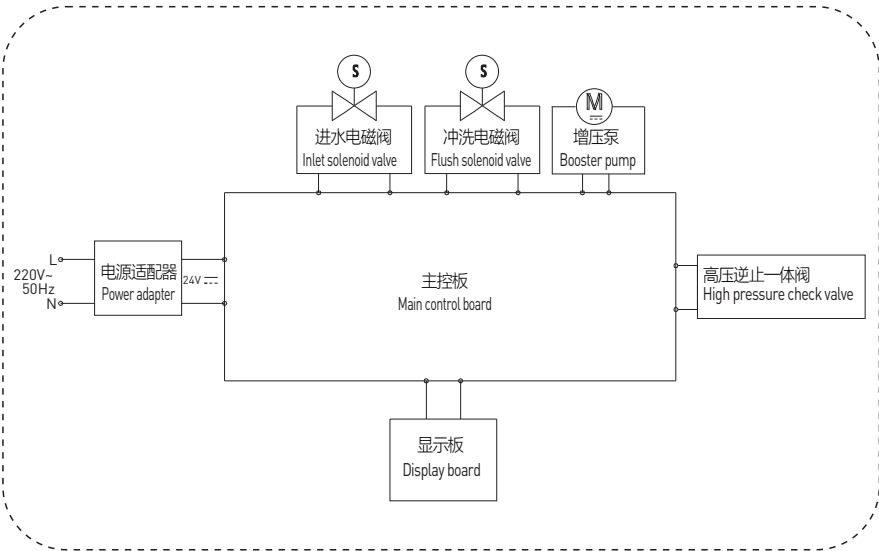 S
S
M
进水电磁阀
Inlet solenoid valve
冲洗电磁阀
Flush solenoid valve
增压泵
Booster pump
L
220V~
50Hz
N
电源适配器
Power adapter
24V
主控板
Main control board
高压逆止一体阀
High pressure check valve
显示板
Display board